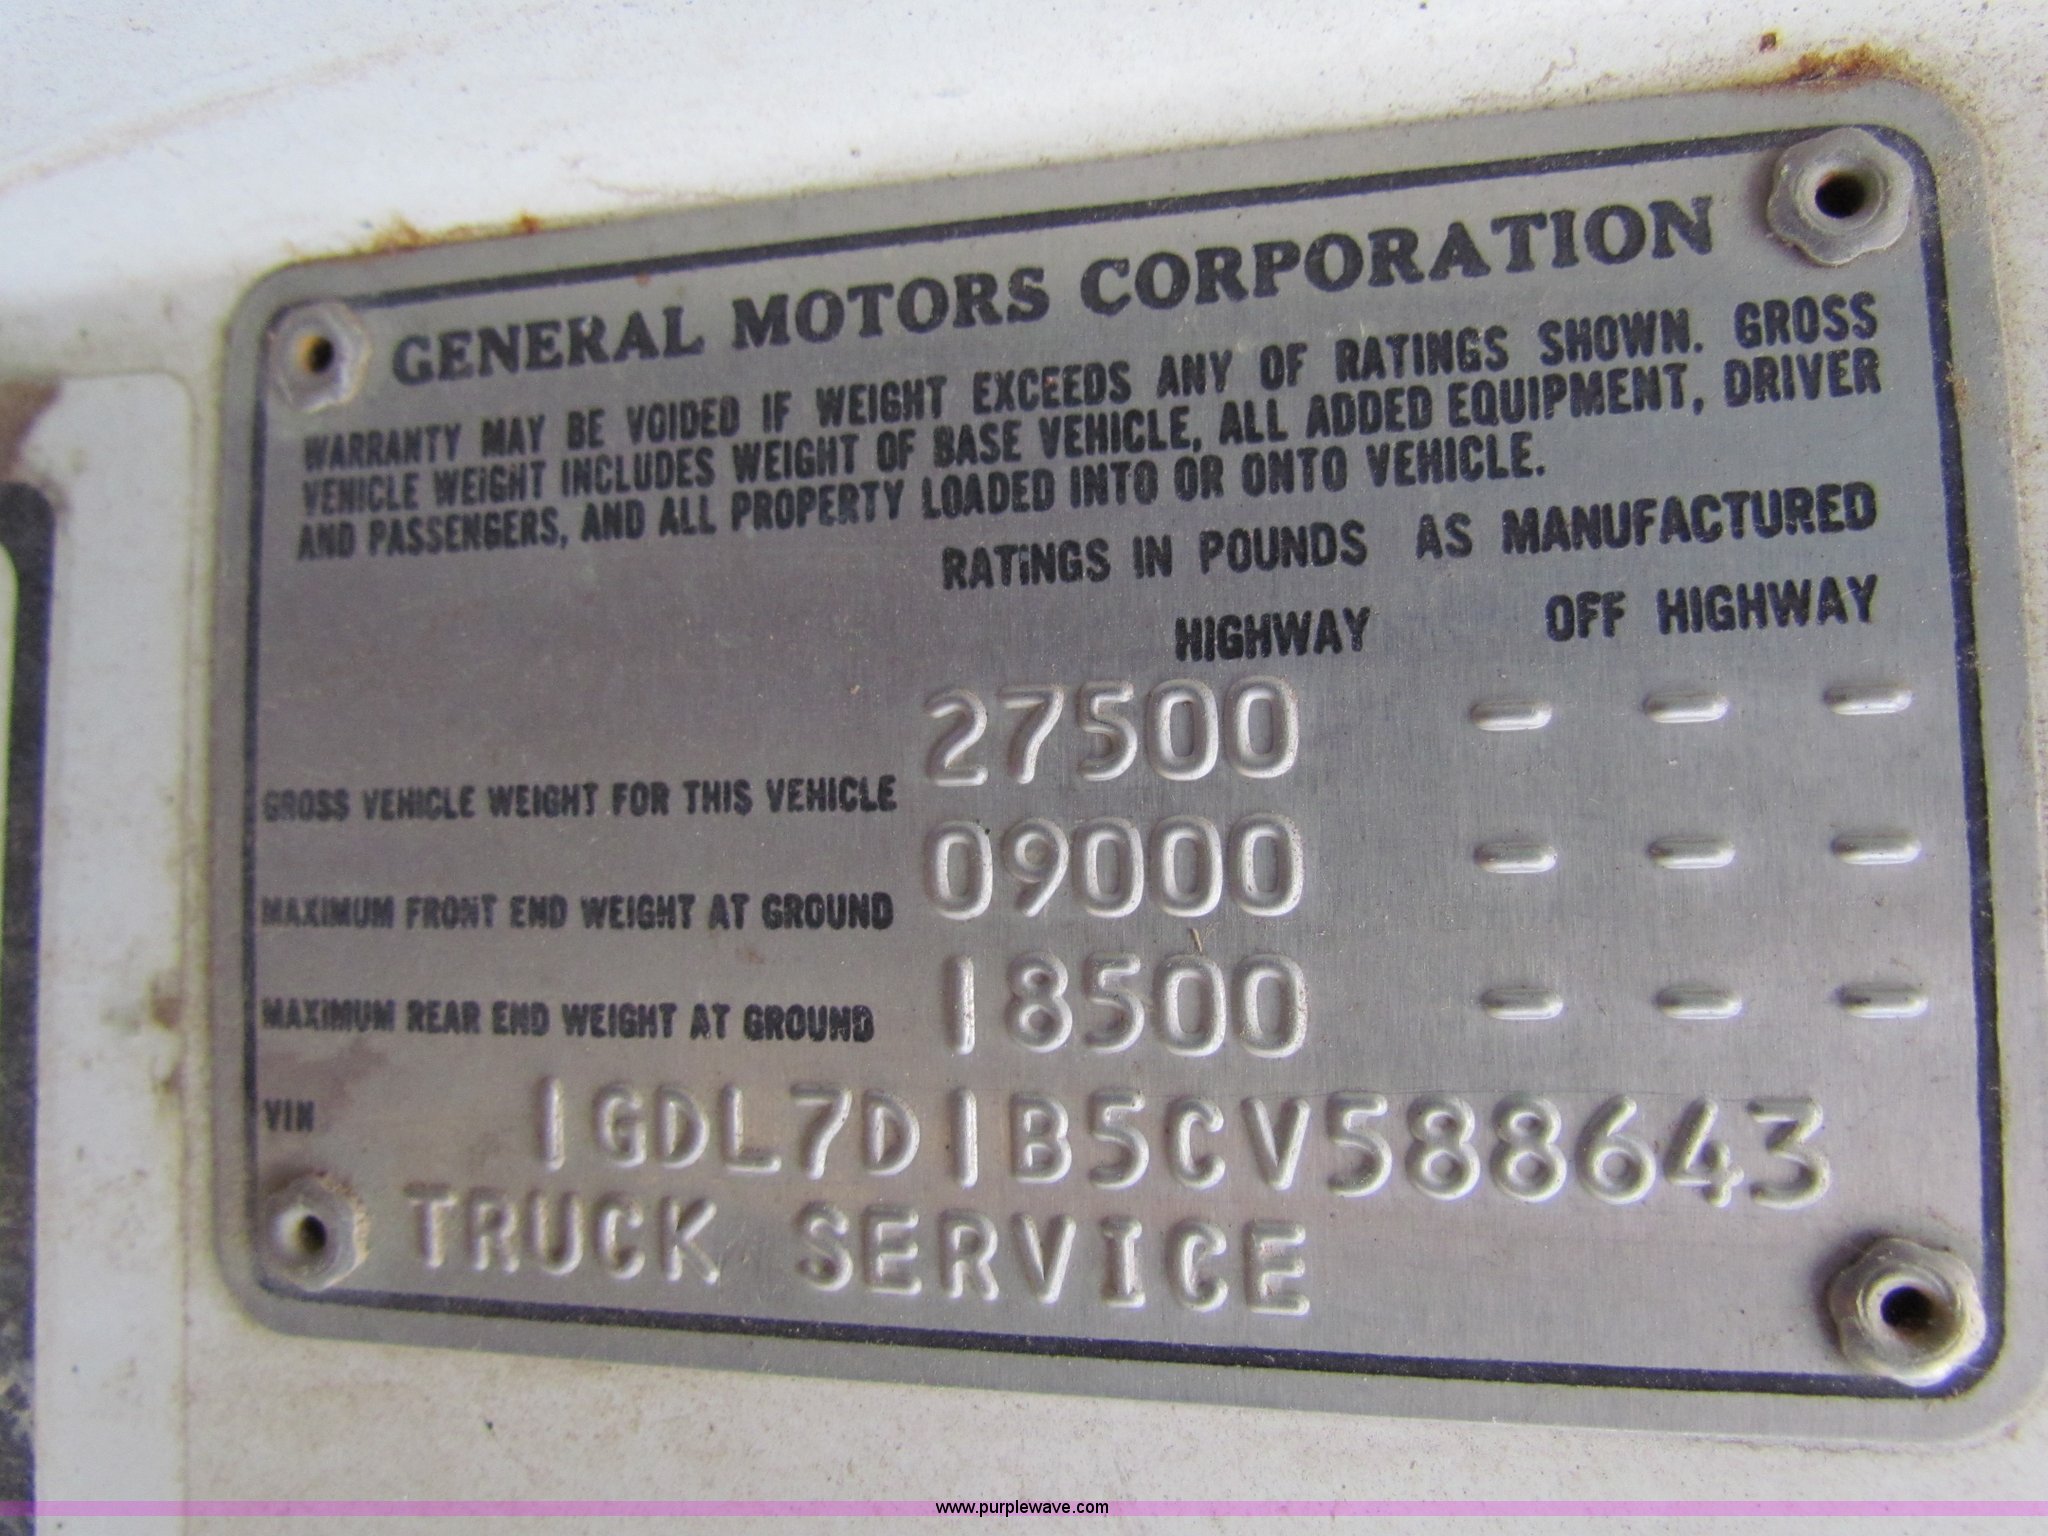 GENERAL MOTORS CORPORATION
WARRANTY MAY BE VOIDED IF WEIGHT EXCEEDS ANY OF RATINGS SHOWN. GROSS
VEHICLE WEIGHT INCLUDES WEIGHT OF BASE VEHICLE, ALL ADDED EQUIPMENT, DRIVER
AND PASSENGERS, AND ALL PROPERTY LOADED INTO OR ONTO VEHICLE.
RATINGS IN POUNDS AS MANUFACTURED
HIGHWAY OFF HIGHWAY
GROSS VEHICLE WEIGHT FOR THIS VEHICLE 27500 - - -
MAXIMUM FRONT END WEIGHT AT GROUND 09000 - - -
MAXIMUM REAR END WEIGHT AT GROUND 18500 - - -
VIN 1GDL7D1B5CV588643
TRUCK SERVICE
www.purplewave.com